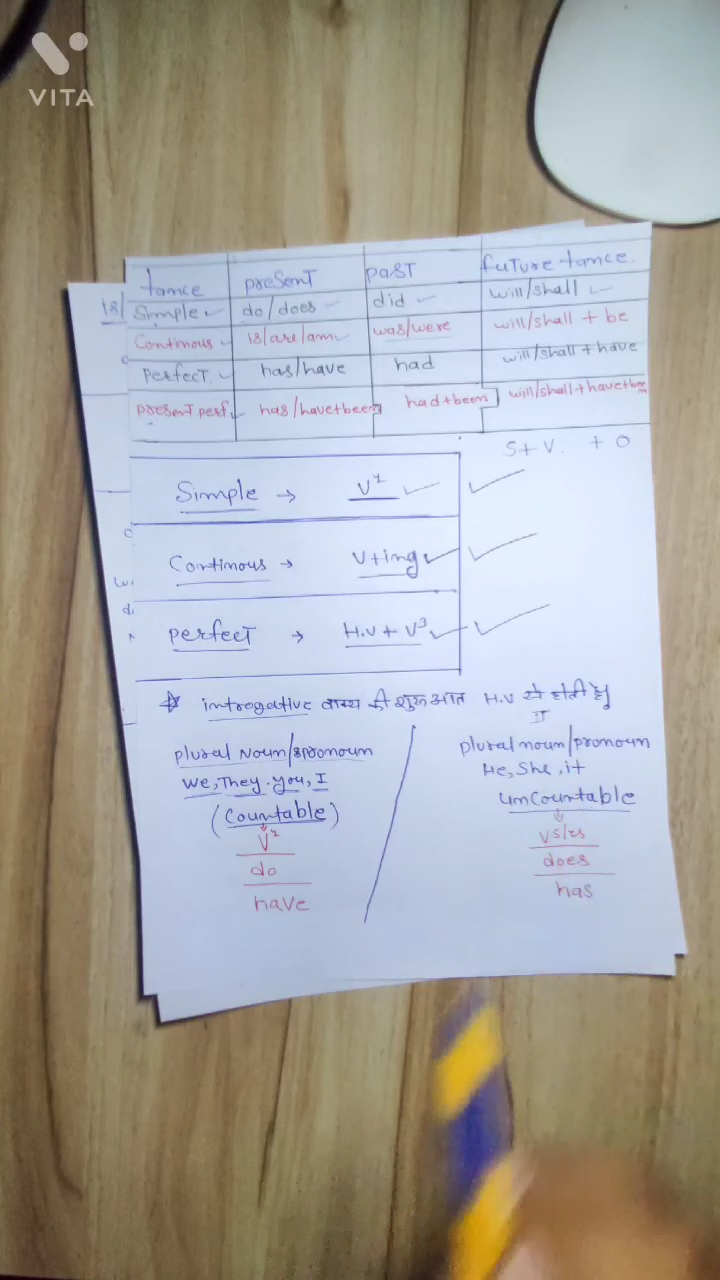 VITA
tance present past future tance.
18/
Simple do/does did will/shall
Continous is/are/am was/were will/shall + be
perfect. has/have had will/shall + have
present perf. has/have+been had+been will/shall+have+been
S+V. + O
Simple → V¹
Continous → V+ing
perfect → H.V + V³
☆ introgative वाक्य की शुरुआत H.V से होती है
plural Noun/pronoun
We, They. you, I
(Countable)
↓
V¹
do
have
plural noun/pronoun
He, She, it
unCountable
↓
V s/es
does
has